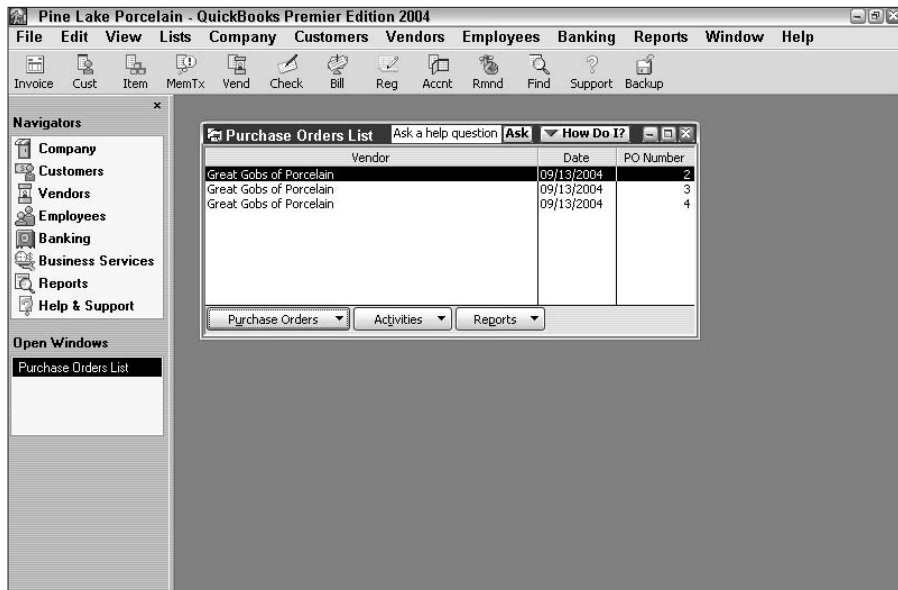 Pine Lake Porcelain - QuickBooks Premier Edition 2004
File Edit View Lists Company Customers Vendors Employees Banking Reports Window Help
Invoice Cust Item MemTx Vend Check Bill Reg Accnt Rmnd Find Support Backup
Navigators
Company
Customers
Vendors
Employees
Banking
Business Services
Reports
Help & Support
Open Windows
Purchase Orders List
Purchase Orders List Ask a help question Ask How Do I?
Vendor Date PO Number
Great Gobs of Porcelain 09/13/2004 2
Great Gobs of Porcelain 09/13/2004 3
Great Gobs of Porcelain 09/13/2004 4
Purchase Orders Activities Reports